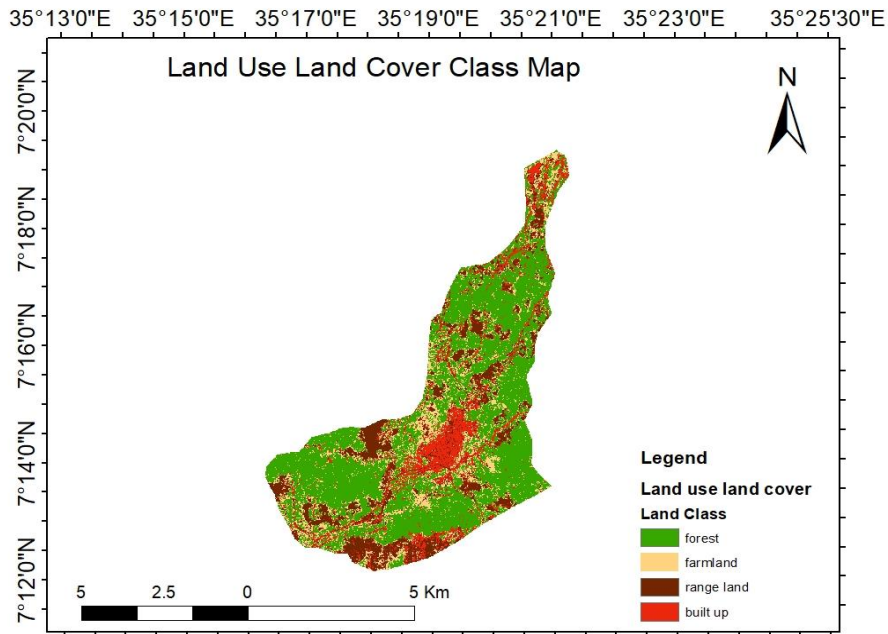 35°13'0"E 35°15'0"E 35°17'0"E 35°19'0"E 35°21'0"E 35°23'0"E 35°25'30"E
Land Use Land Cover Class Map
N
7°20'0"N
7°18'0"N
7°16'0"N
7°14'0"N
7°12'0"N
Legend
Land use land cover
Land Class
forest
farmland
range land
built up
5 2.5 0 5 Km